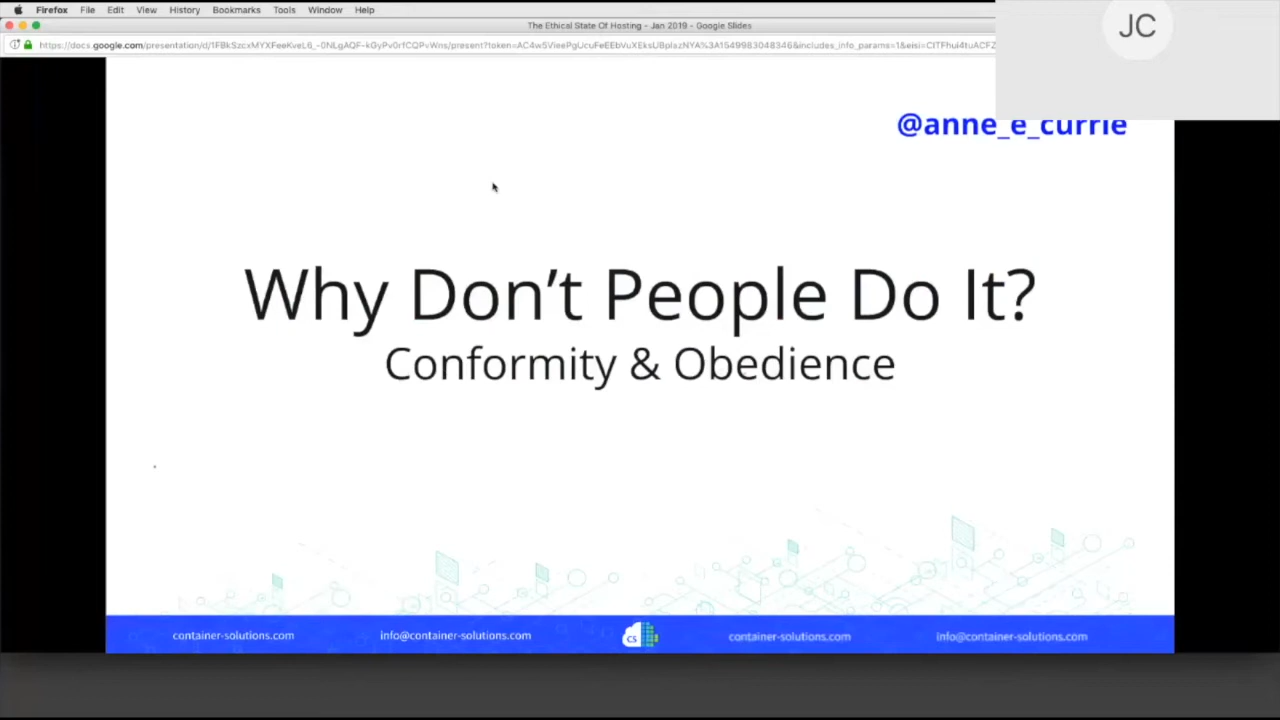 Firefox File Edit View History Bookmarks Tools Window Help
The Ethical State Of Hosting - Jan 2019 - Google Slides
JC
@anne_e_currie
Why Don't People Do It?
Conformity & Obedience
container-solutions.com info@container-solutions.com CS container-solutions.com info@container-solutions.com